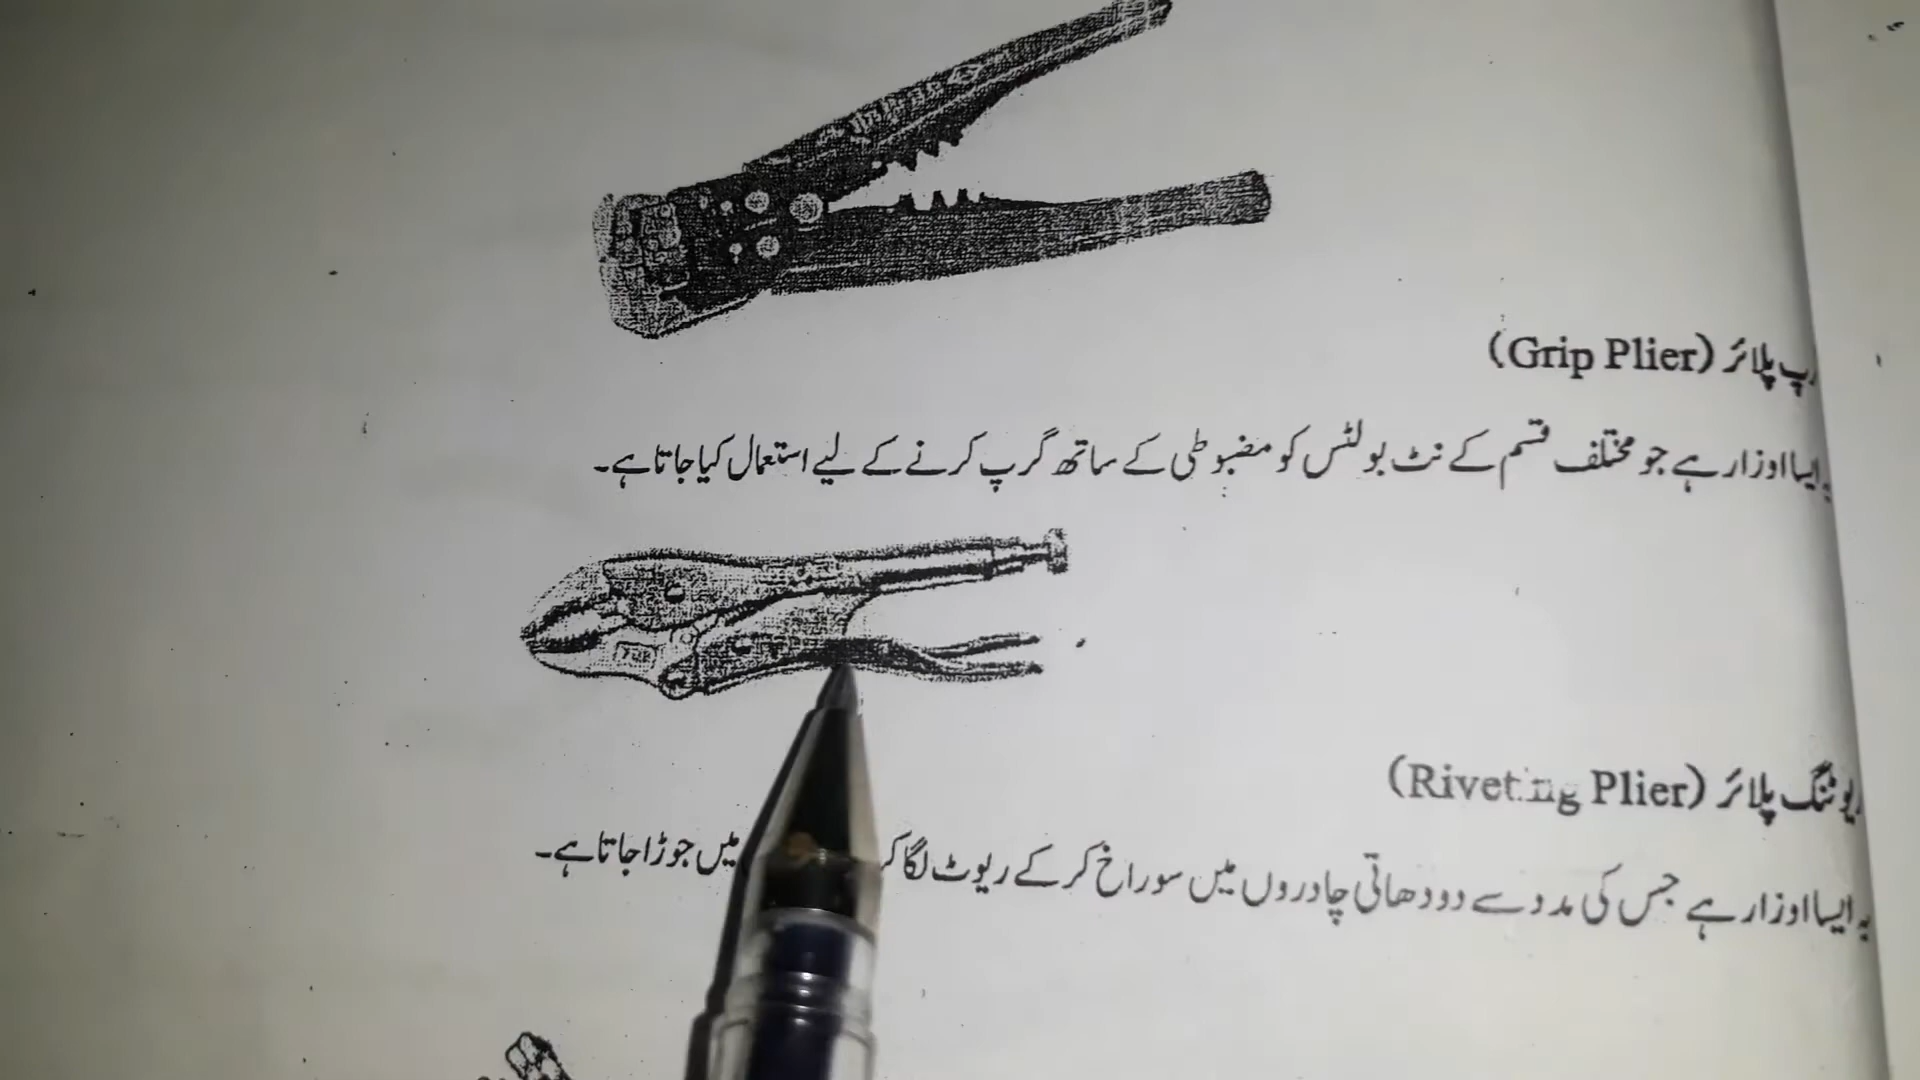 پلائر (Grip Plier)
یہ ایسا اوزار ہے جو مختلف قسم کے نٹ بولٹس کو مضبوطی کے ساتھ گرپ کرنے کے لیے استعمال کیا جاتا ہے۔
ریوٹنگ پلائر (Riveting Plier)
یہ ایسا اوزار ہے جس کی مدد سے دو دھاتی چادروں میں سوراخ کر کے ریوٹ لگا کر میں جوڑا جاتا ہے۔